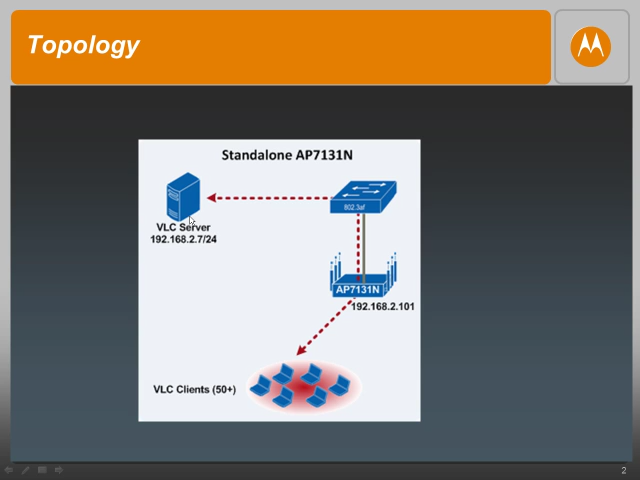 Topology
Standalone AP7131N
802.3af
VLC Server
192.168.2.7/24
AP7131N
192.168.2.101
VLC Clients (50+)
2